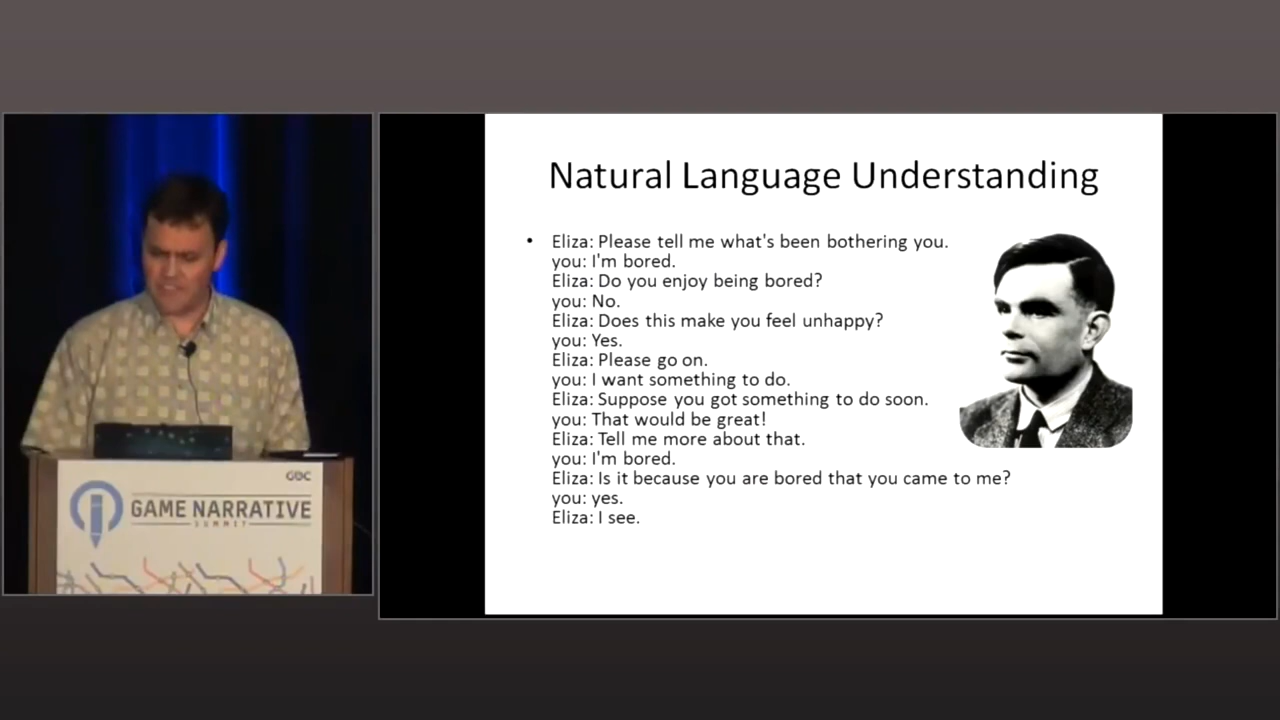 Natural Language Understanding
• Eliza: Please tell me what's been bothering you.
you: I'm bored.
Eliza: Do you enjoy being bored?
you: No.
Eliza: Does this make you feel unhappy?
you: Yes.
Eliza: Please go on.
you: I want something to do.
Eliza: Suppose you got something to do soon.
you: That would be great!
Eliza: Tell me more about that.
you: I'm bored.
Eliza: Is it because you are bored that you came to me?
you: yes.
Eliza: I see.
GDC
GAME NARRATIVE
SUMMIT